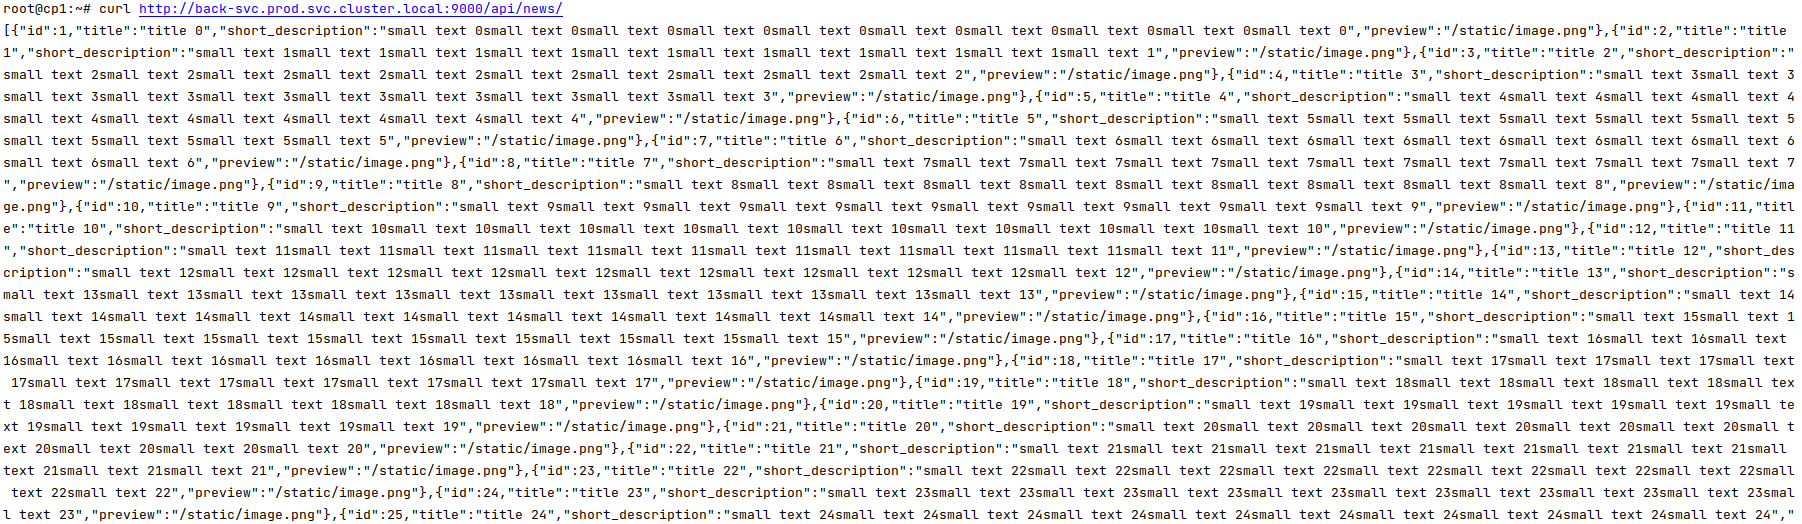 root@cp1:~# curl http://back-svc.prod.svc.cluster.local:9000/api/news/
[{"id":1,"title":"title 0","short_description":"small text 0small text 0small text 0small text 0small text 0small text 0small text 0small text 0small text 0small text 0","preview":"/static/image.png"},{"id":2,"title":"title
1","short_description":"small text 1small text 1small text 1small text 1small text 1small text 1small text 1small text 1small text 1small text 1","preview":"/static/image.png"},{"id":3,"title":"title 2","short_description":"
small text 2small text 2small text 2small text 2small text 2small text 2small text 2small text 2small text 2small text 2","preview":"/static/image.png"},{"id":4,"title":"title 3","short_description":"small text 3small text 3
small text 3small text 3small text 3small text 3small text 3small text 3small text 3small text 3","preview":"/static/image.png"},{"id":5,"title":"title 4","short_description":"small text 4small text 4small text 4small text 4
small text 4small text 4small text 4small text 4small text 4small text 4","preview":"/static/image.png"},{"id":6,"title":"title 5","short_description":"small text 5small text 5small text 5small text 5small text 5small text 5
small text 5small text 5small text 5small text 5","preview":"/static/image.png"},{"id":7,"title":"title 6","short_description":"small text 6small text 6small text 6small text 6small text 6small text 6small text 6small text 6
small text 6small text 6","preview":"/static/image.png"},{"id":8,"title":"title 7","short_description":"small text 7small text 7small text 7small text 7small text 7small text 7small text 7small text 7small text 7small text 7
","preview":"/static/image.png"},{"id":9,"title":"title 8","short_description":"small text 8small text 8small text 8small text 8small text 8small text 8small text 8small text 8small text 8small text 8","preview":"/static/ima
ge.png"},{"id":10,"title":"title 9","short_description":"small text 9small text 9small text 9small text 9small text 9small text 9small text 9small text 9small text 9small text 9","preview":"/static/image.png"},{"id":11,"titl
e":"title 10","short_description":"small text 10small text 10small text 10small text 10small text 10small text 10small text 10small text 10small text 10small text 10","preview":"/static/image.png"},{"id":12,"title":"title 11
","short_description":"small text 11small text 11small text 11small text 11small text 11small text 11small text 11small text 11small text 11small text 11","preview":"/static/image.png"},{"id":13,"title":"title 12","short_des
cription":"small text 12small text 12small text 12small text 12small text 12small text 12small text 12small text 12small text 12small text 12","preview":"/static/image.png"},{"id":14,"title":"title 13","short_description":"s
mall text 13small text 13small text 13small text 13small text 13small text 13small text 13small text 13small text 13small text 13","preview":"/static/image.png"},{"id":15,"title":"title 14","short_description":"small text 14
small text 14small text 14small text 14small text 14small text 14small text 14small text 14small text 14small text 14","preview":"/static/image.png"},{"id":16,"title":"title 15","short_description":"small text 15small text 1
5small text 15small text 15small text 15small text 15small text 15small text 15small text 15small text 15","preview":"/static/image.png"},{"id":17,"title":"title 16","short_description":"small text 16small text 16small text
16small text 16small text 16small text 16small text 16small text 16small text 16small text 16","preview":"/static/image.png"},{"id":18,"title":"title 17","short_description":"small text 17small text 17small text 17small text
 17small text 17small text 17small text 17small text 17small text 17small text 17","preview":"/static/image.png"},{"id":19,"title":"title 18","short_description":"small text 18small text 18small text 18small text 18small tex
t 18small text 18small text 18small text 18small text 18small text 18","preview":"/static/image.png"},{"id":20,"title":"title 19","short_description":"small text 19small text 19small text 19small text 19small text 19small te
xt 19small text 19small text 19small text 19small text 19","preview":"/static/image.png"},{"id":21,"title":"title 20","short_description":"small text 20small text 20small text 20small text 20small text 20small text 20small t
ext 20small text 20small text 20small text 20","preview":"/static/image.png"},{"id":22,"title":"title 21","short_description":"small text 21small text 21small text 21small text 21small text 21small text 21small text 21small
text 21small text 21small text 21","preview":"/static/image.png"},{"id":23,"title":"title 22","short_description":"small text 22small text 22small text 22small text 22small text 22small text 22small text 22small text 22small
 text 22small text 22","preview":"/static/image.png"},{"id":24,"title":"title 23","short_description":"small text 23small text 23small text 23small text 23small text 23small text 23small text 23small text 23small text 23smal
l text 23","preview":"/static/image.png"},{"id":25,"title":"title 24","short_description":"small text 24small text 24small text 24small text 24small text 24small text 24small text 24small text 24small text 24small text 24","